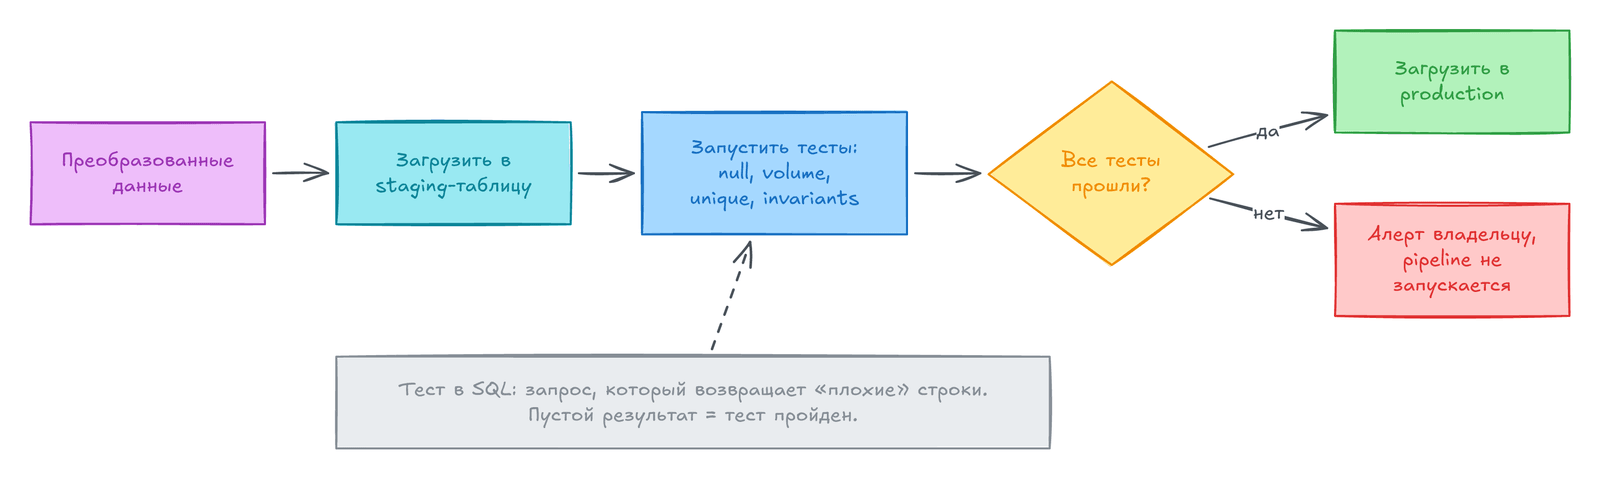 Преобразованные
данные
Загрузить в
staging-таблицу
Запустить тесты:
null, volume,
unique, invariants
Все тесты
прошли?
да
нет
Загрузить в
production
Алерт владельцу,
pipeline не
запускается
Тест в SQL: запрос, который возвращает «плохие» строки.
Пустой результат = тест пройден.